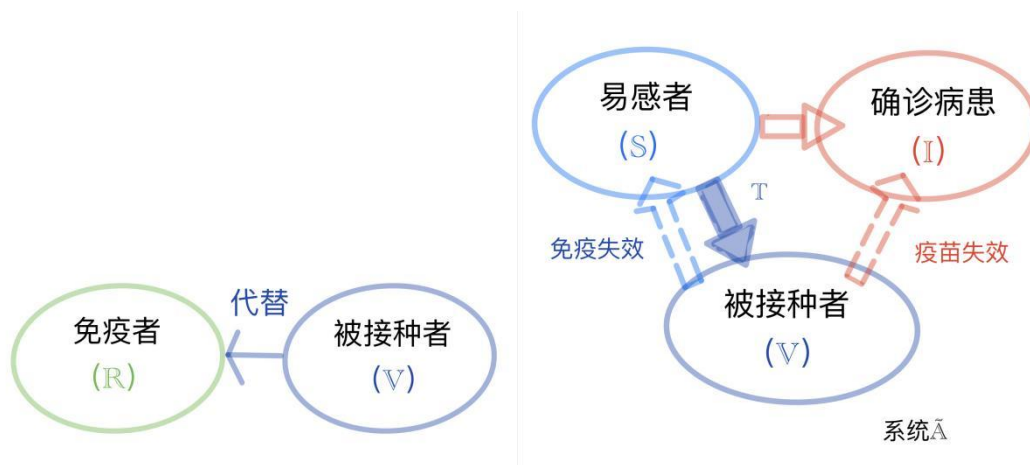 代替
免疫者
(ℝ)
被接种者
(𝕍)
易感者
(𝕊)
确诊病患
(𝕀)
𝕋
免疫失效
疫苗失效
被接种者
(𝕍)
系统Ã